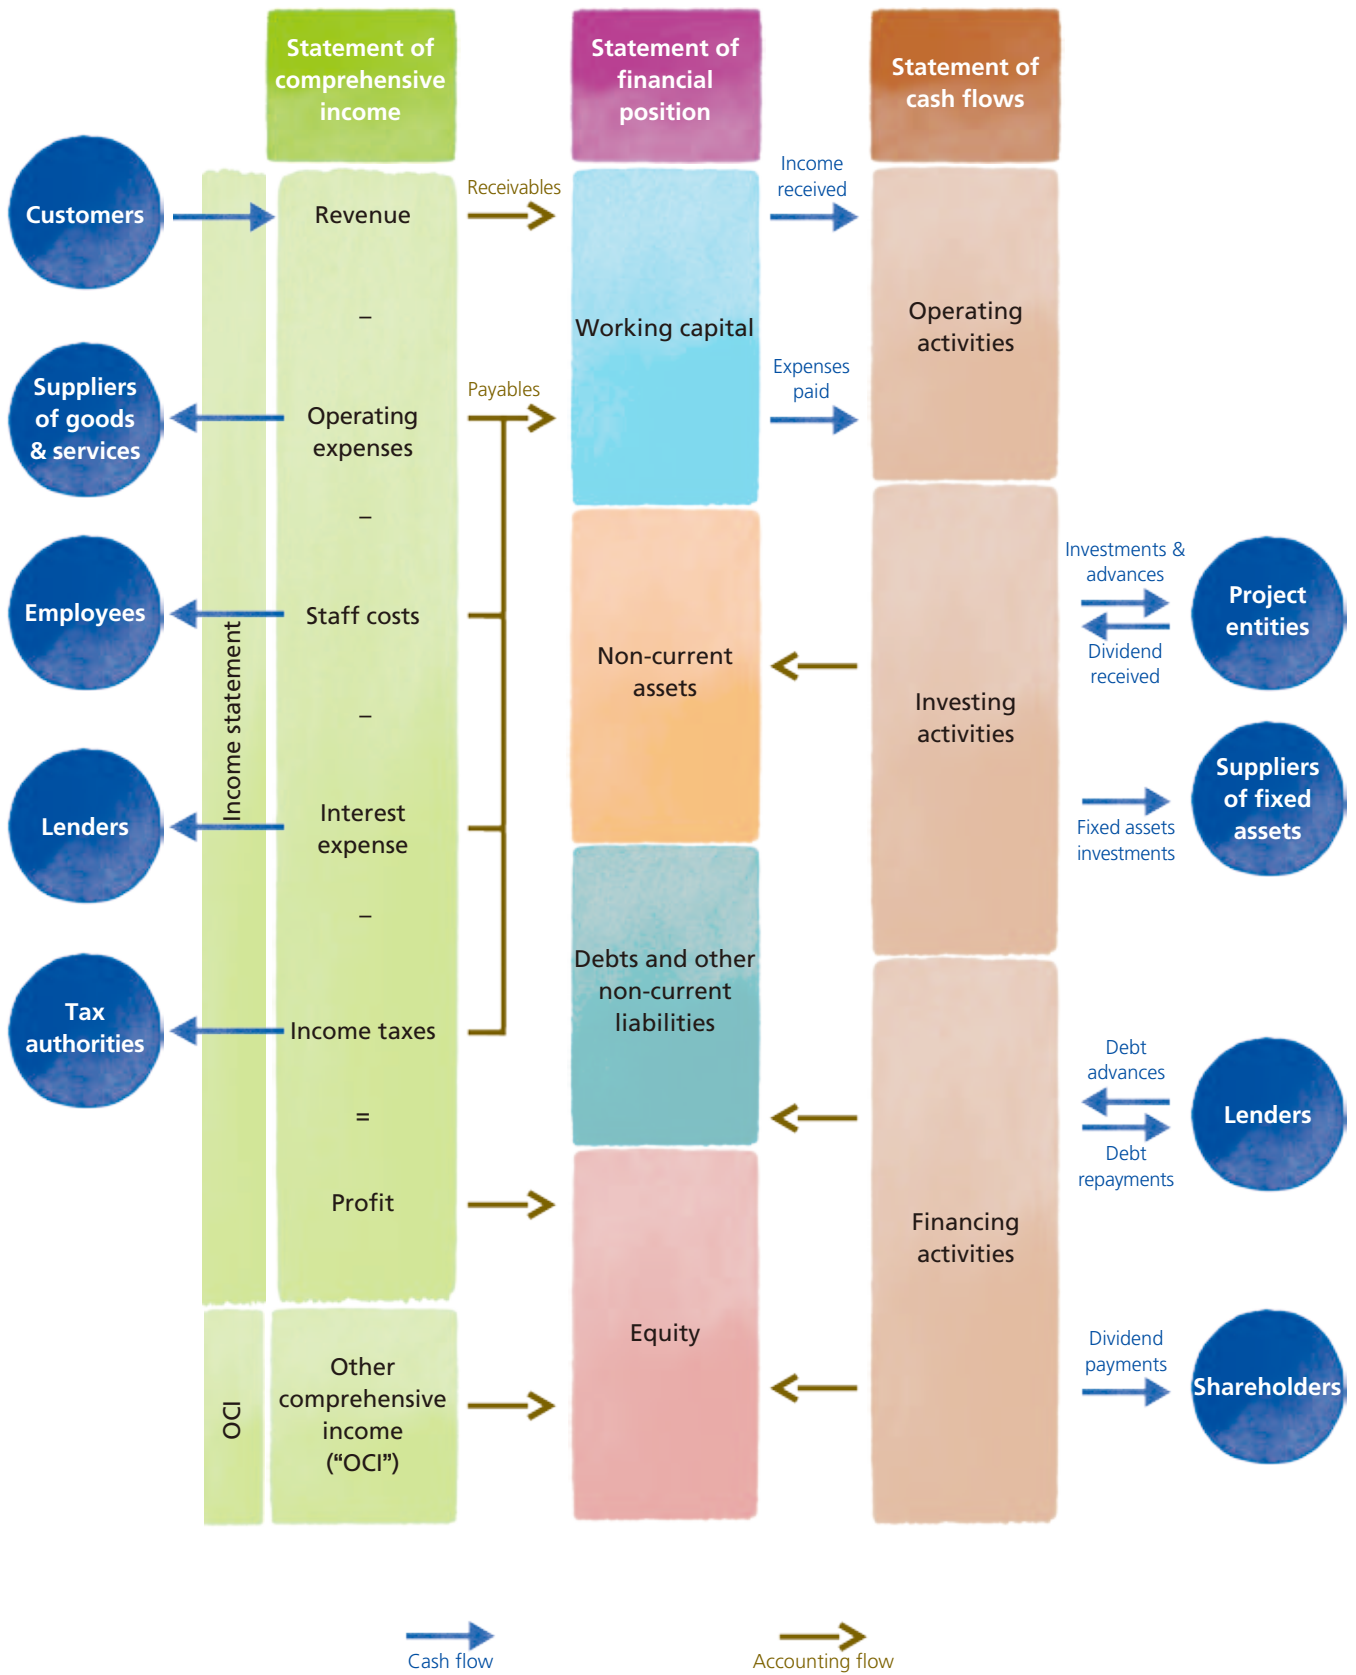 Statement of
comprehensive
income
Statement of
financial
position
Statement of
cash flows
Customers
Suppliers
of goods
& services
Employees
Lenders
Tax
authorities
Income statement
OCI
Revenue
–
Operating
expenses
–
Staff costs
–
Interest
expense
–
Income taxes
=
Profit
Other
comprehensive
income
(“OCI”)
Receivables
Payables
Working capital
Non-current
assets
Debts and other
non-current
liabilities
Equity
Income
received
Expenses
paid
Operating
activities
Investing
activities
Financing
activities
Investments &
advances
Dividend
received
Fixed assets
investments
Debt
advances
Debt
repayments
Dividend
payments
Project
entities
Suppliers
of fixed
assets
Lenders
Shareholders
Cash flow
Accounting flow